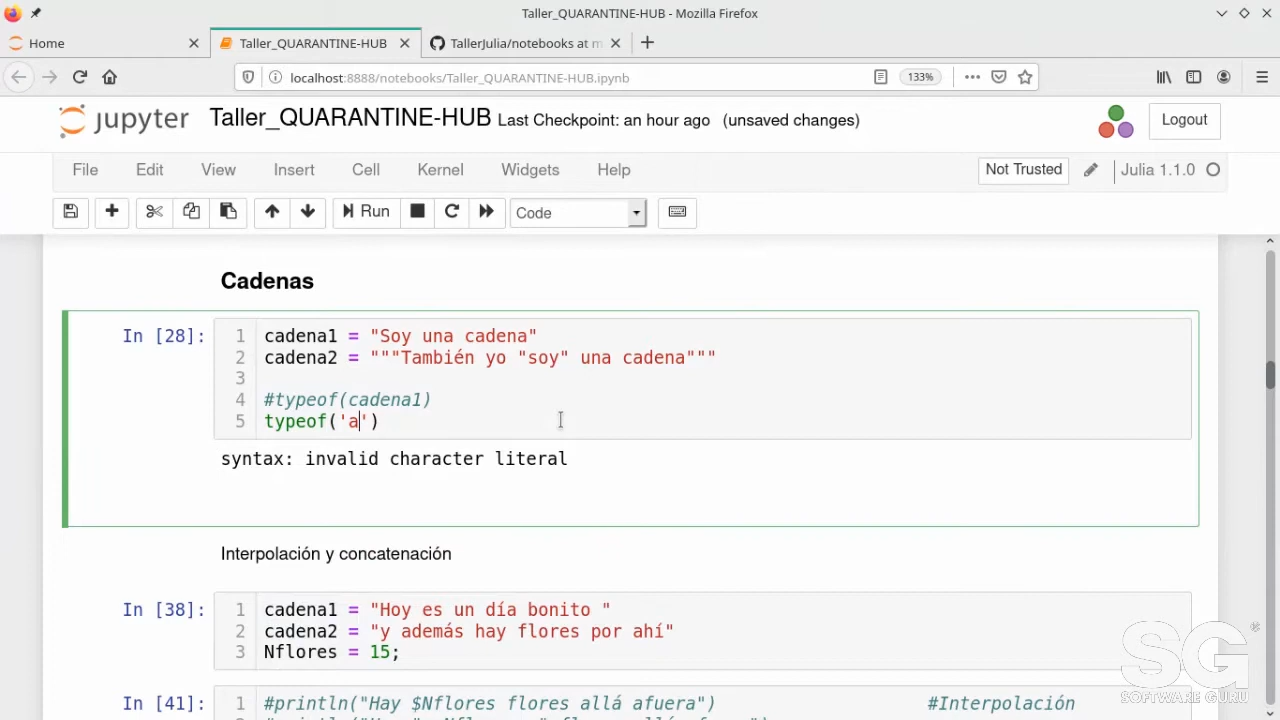 Taller_QUARANTINE-HUB - Mozilla Firefox
Home
Taller_QUARANTINE-HUB
TallerJulia/notebooks at m
localhost:8888/notebooks/Taller_QUARANTINE-HUB.ipynb
133%
jupyter Taller_QUARANTINE-HUB Last Checkpoint: an hour ago (unsaved changes)
Logout
File Edit View Insert Cell Kernel Widgets Help
Not Trusted
Julia 1.1.0
Run
Code
Cadenas
In [28]:
1 cadena1 = "Soy una cadena"
2 cadena2 = """También yo "soy" una cadena"""
3
4 #typeof(cadena1)
5 typeof('a')
syntax: invalid character literal
Interpolación y concatenación
In [38]:
1 cadena1 = "Hoy es un día bonito "
2 cadena2 = "y además hay flores por ahí"
3 Nflores = 15;
In [41]:
1 #println("Hay $Nflores flores allá afuera") #Interpolación
SG
SOFTWARE GURU